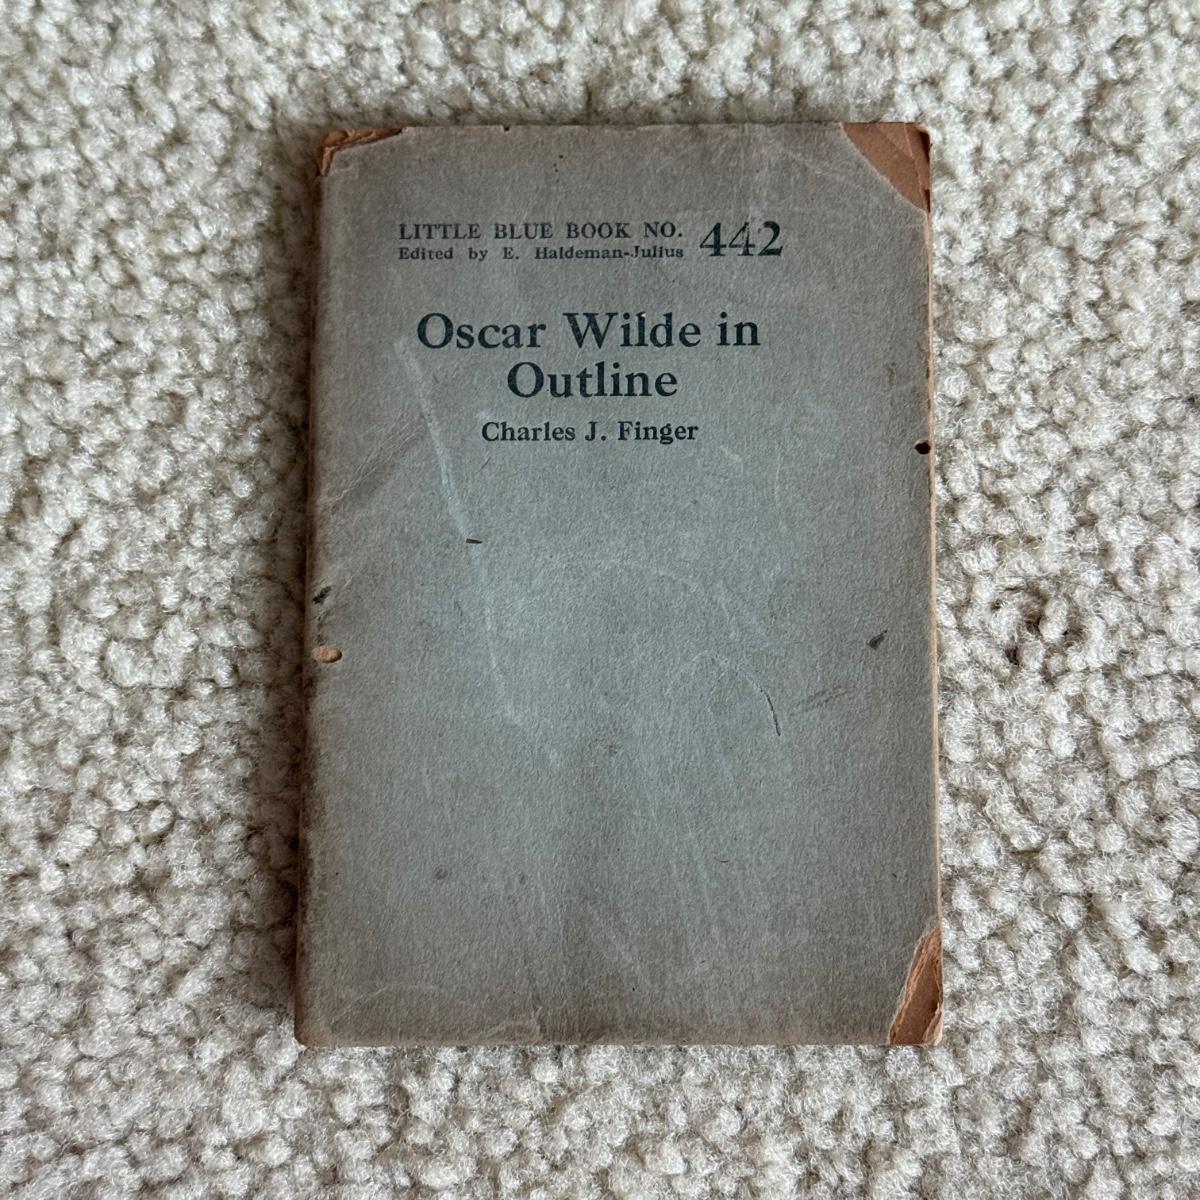 LITTLE BLUE BOOK NO. 442
Edited by E. Haldeman-Julius
Oscar Wilde in
Outline
Charles J. Finger